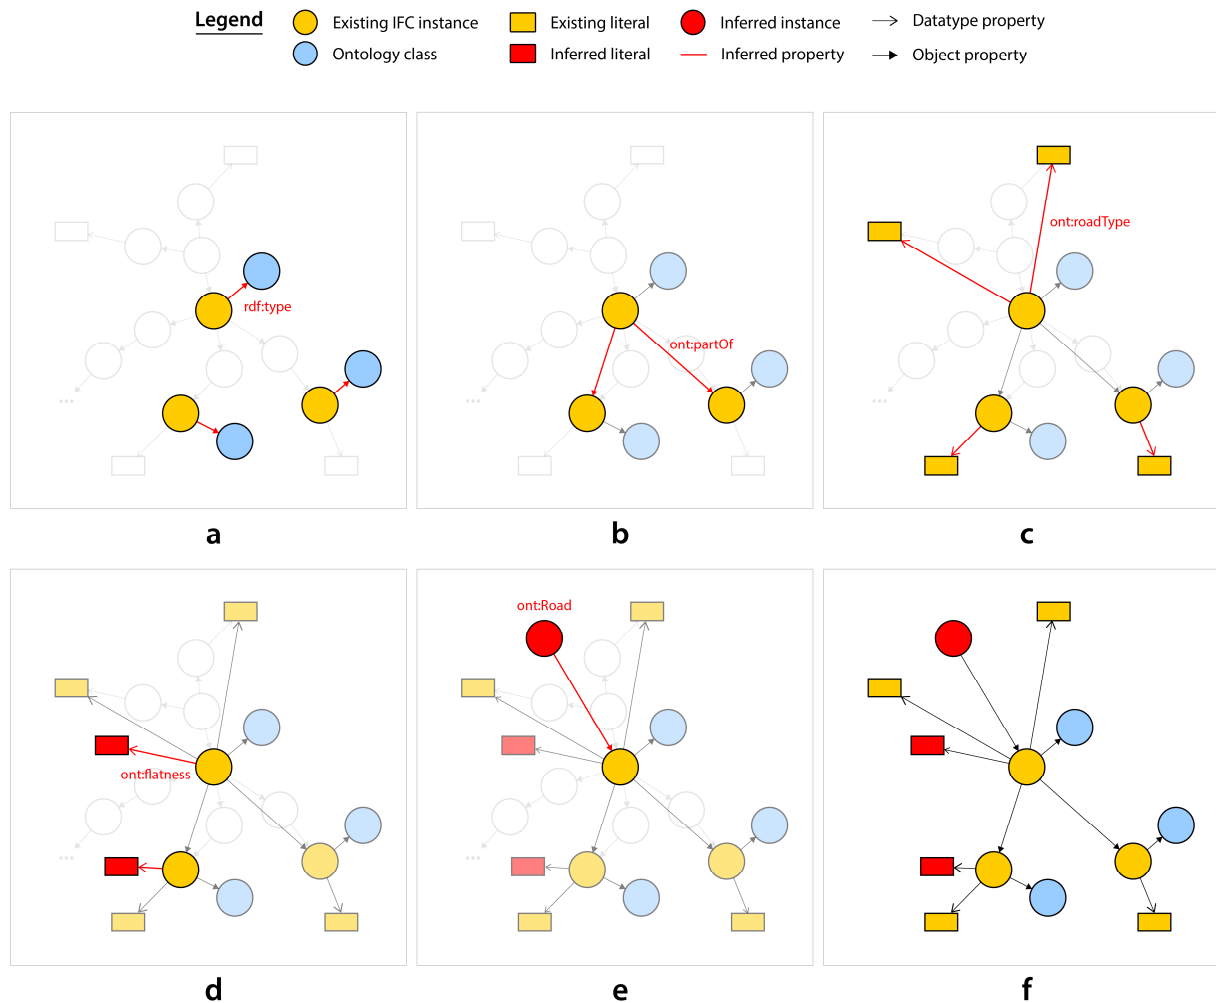 Legend
Existing IFC instance
Existing literal
Inferred instance
Datatype property
Ontology class
Inferred literal
Inferred property
Object property
rdf:type
...
a
ont:partOf
...
b
ont:roadType
...
c
ont:flatness
...
d
ont:Road
...
e
f